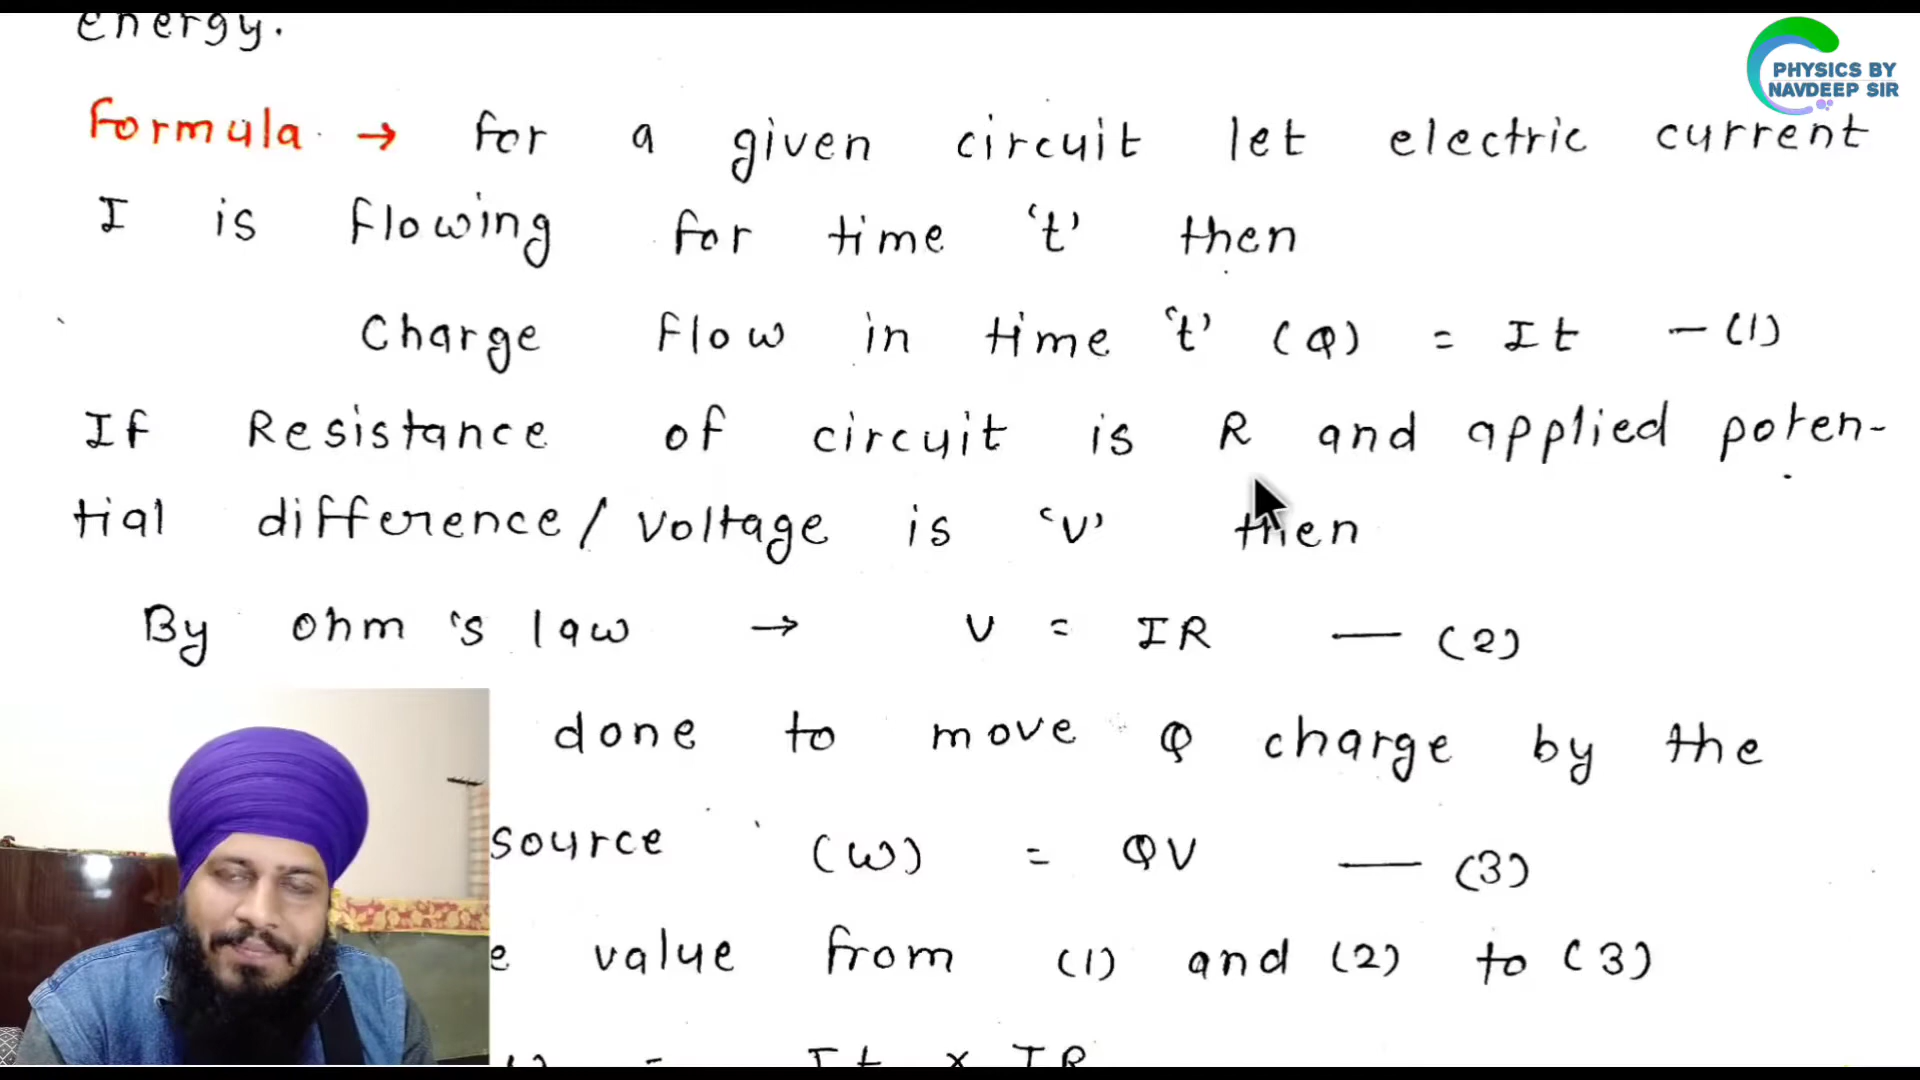 energy.
PHYSICS BY
NAVDEEP SIR
Formula → for a given circuit let electric current
I is flowing for time 't' then
Charge flow in time 't' (Q) = It —(1)
If Resistance of circuit is R and applied poten-
tial difference/voltage is 'v' then
By ohm's law → V = IR — (2)
done to move Q charge by the
source (w) = QV — (3)
e value from (1) and (2) to (3)
= It x IR